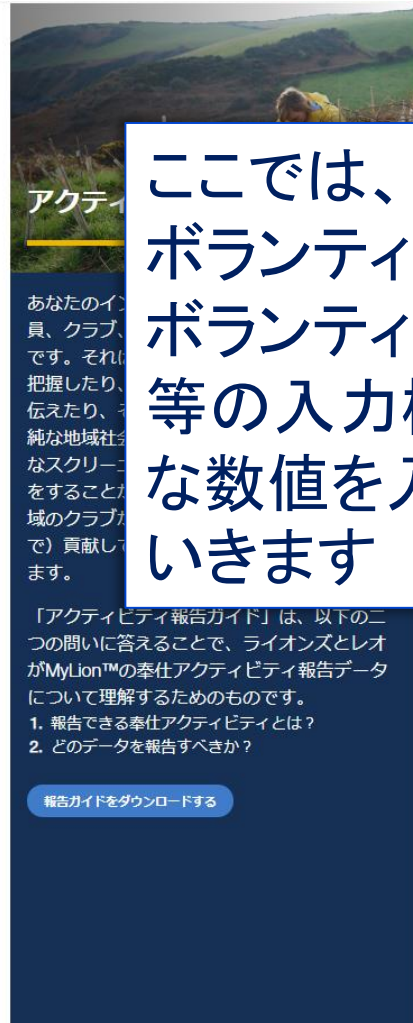 アクティ
ここでは、
ボランティ
ボランティ
等の入力
な数値を
いきます
あなたのイ
員、クラブ、
です。それ
把握したり、
伝えたり、
純な地域社
なスクリー
をすること
域のクラブ
で）貢献し
ます。
「アクティビティ報告ガイド」は、以下の二
つの問いに答えることで、ライオンズとレオ
がMyLion™の奉仕アクティビティ報告データ
について理解するためのものです。
1. 報告できる奉仕アクティビティとは？
2. どのデータを報告すべきか？
報告ガイドをダウンロードする